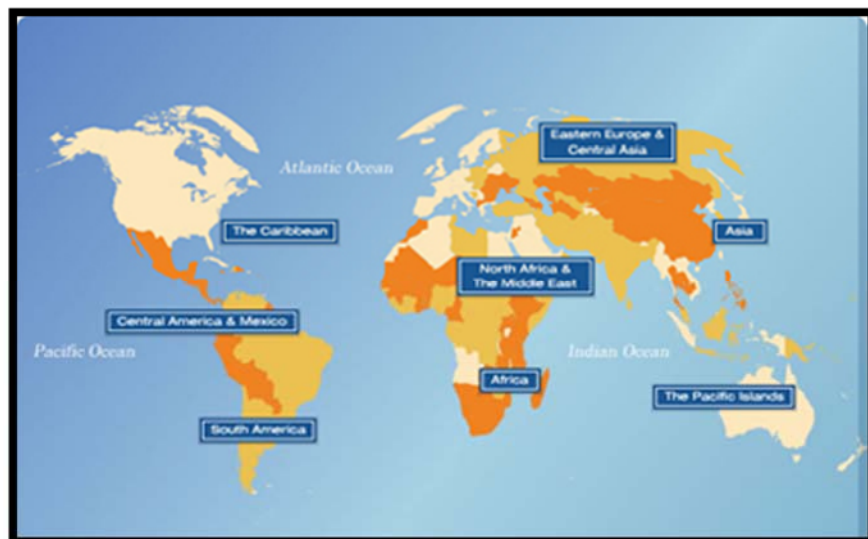 Eastern Europe &
Central Asia
Atlantic Ocean
The Caribbean
Asia
North Africa &
The Middle East
Central America & Mexico
Pacific Ocean
Indian Ocean
Africa
The Pacific Islands
South America